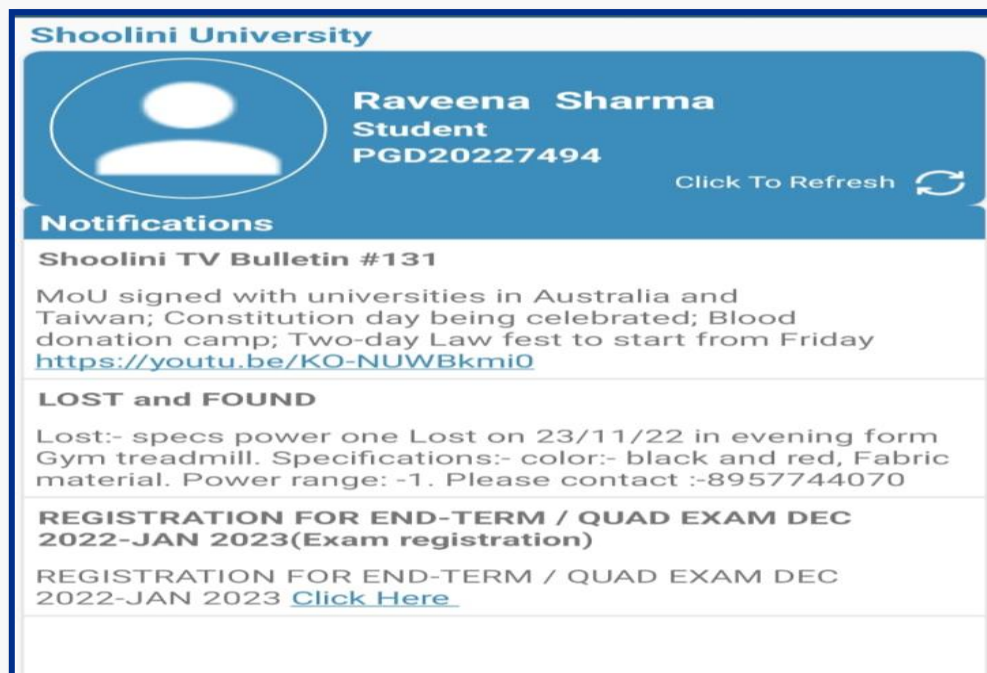 Shoolini University
Raveena Sharma
Student
PGD20227494
Click To Refresh
Notifications
Shoolini TV Bulletin #131
MoU signed with universities in Australia and
Taiwan; Constitution day being celebrated; Blood
donation camp; Two-day Law fest to start from Friday
https://youtu.be/KO-NUWBkmi0
LOST and FOUND
Lost:- specs power one Lost on 23/11/22 in evening form
Gym treadmill. Specifications:- color:- black and red, Fabric
material. Power range: -1. Please contact :-8957744070
REGISTRATION FOR END-TERM / QUAD EXAM DEC
2022-JAN 2023(Exam registration)
REGISTRATION FOR END-TERM / QUAD EXAM DEC
2022-JAN 2023 Click Here